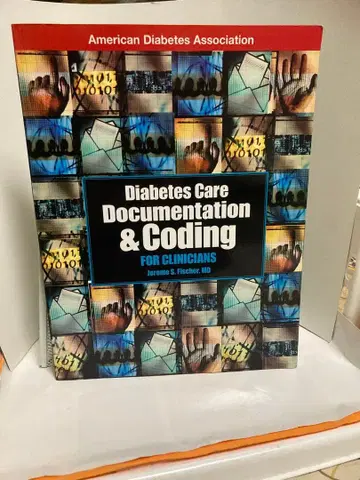 American Diabetes Association
Diabetes Care
Documentation
& Coding
FOR CLINICIANS
Jerome S. Fischer, MD